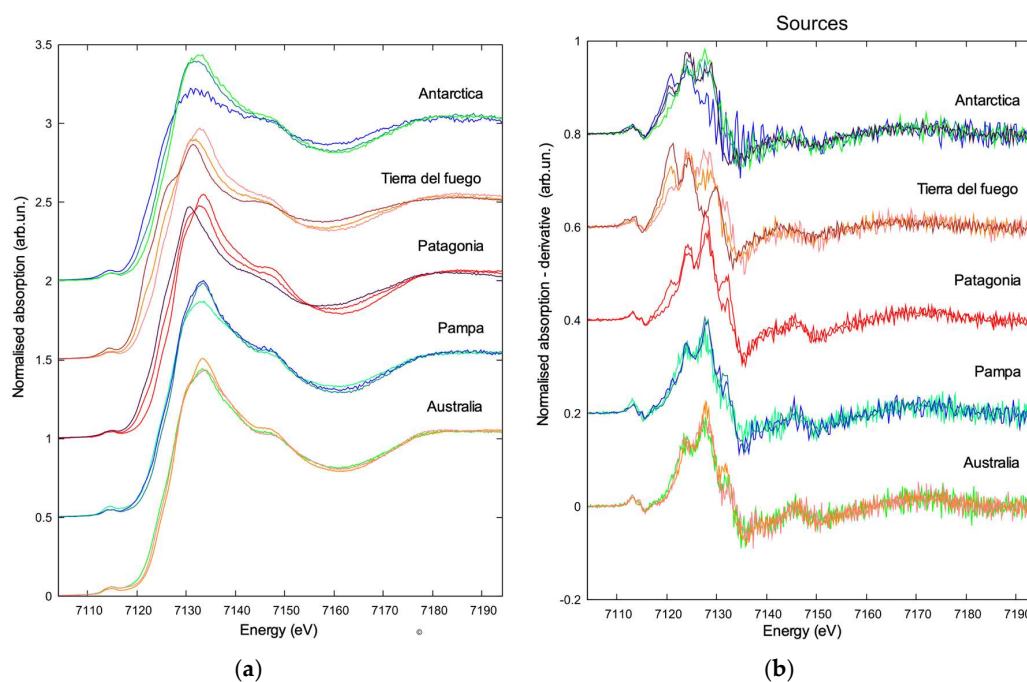 Sources
3.5
3
2.5
2
1.5
1
0.5
0
Normalised absorption (arb.un.)
Antarctica
Tierra del fuego
Patagonia
Pampa
Australia
7110 7120 7130 7140 7150 7160 7170 7180 7190
Energy (eV)
©
(a)
1
0.8
0.6
0.4
0.2
0
-0.2
Normalised absorption - derivative (arb.un.)
Antarctica
Tierra del fuego
Patagonia
Pampa
Australia
7110 7120 7130 7140 7150 7160 7170 7180 7190
Energy (eV)
(b)